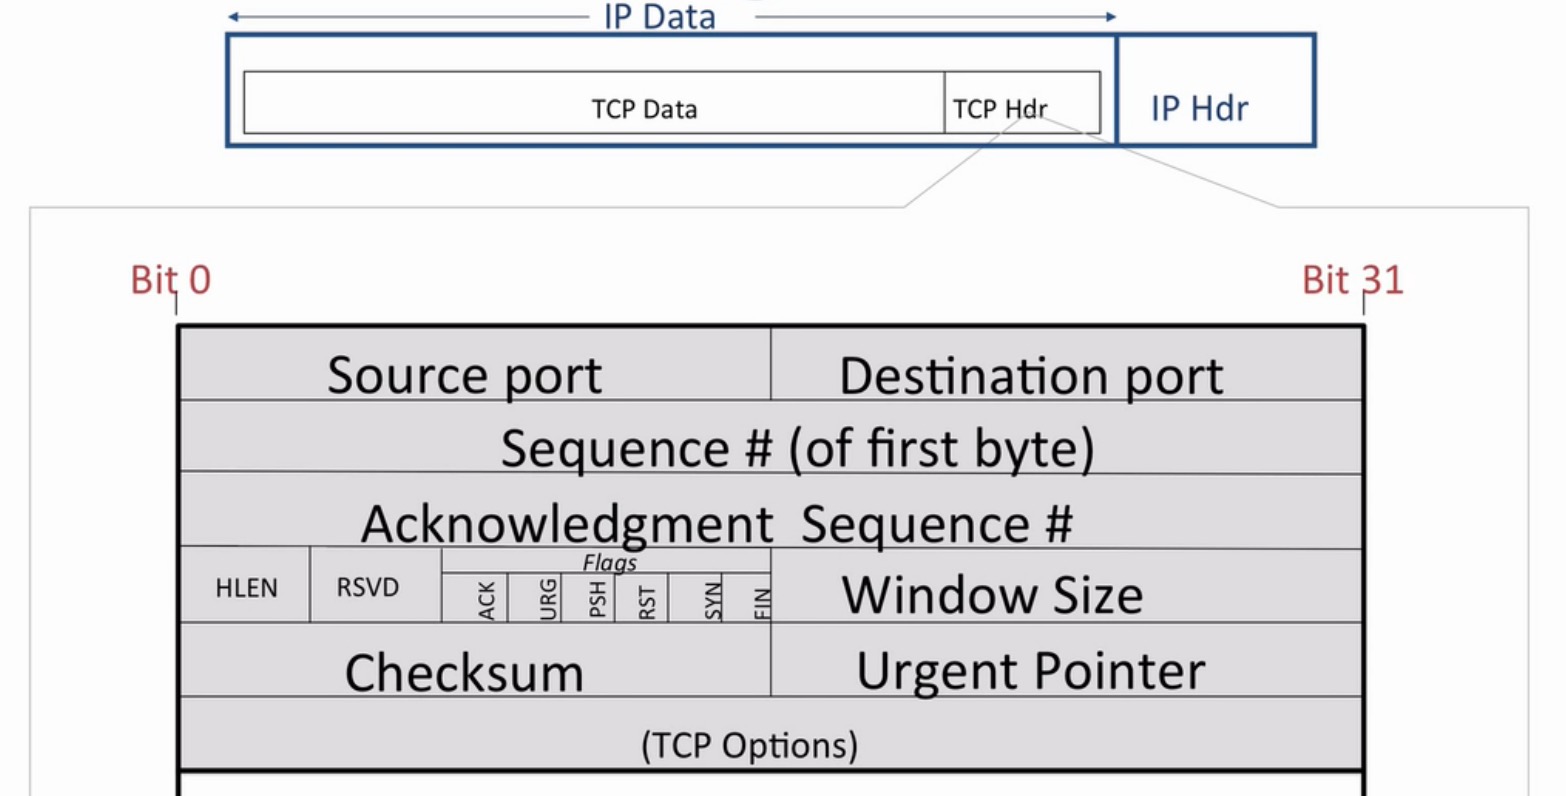 IP Data
TCP Data TCP Hdr IP Hdr
Bit 0 Bit 31
Source port Destination port
Sequence # (of first byte)
Acknowledgment Sequence #
Flags
HLEN RSVD ACK URG PSH RST SYN FIN Window Size
Checksum Urgent Pointer
(TCP Options)